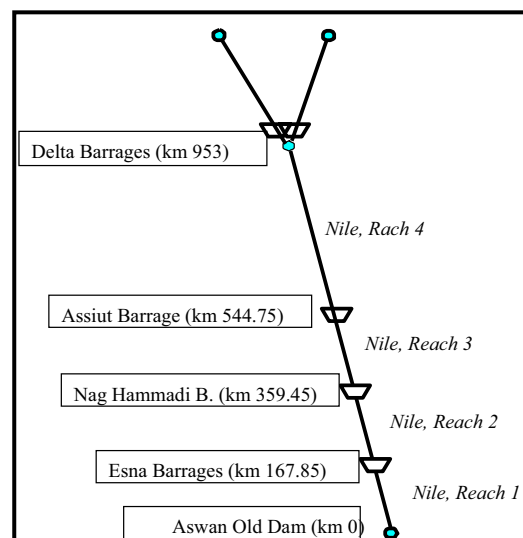 Delta Barrages (km 953)
Nile, Rach 4
Assiut Barrage (km 544.75)
Nile, Reach 3
Nag Hammadi B. (km 359.45)
Nile, Reach 2
Esna Barrages (km 167.85)
Nile, Reach 1
Aswan Old Dam (km 0)